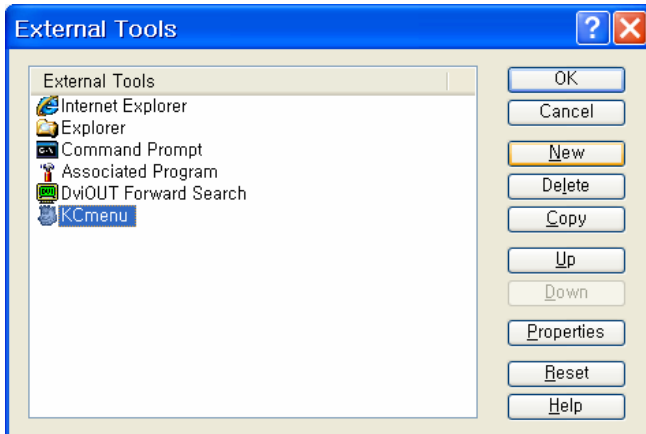 External Tools
External Tools
Internet Explorer
Explorer
Command Prompt
Associated Program
DviOUT Forward Search
KCmenu
OK
Cancel
New
Delete
Copy
Up
Down
Properties
Reset
Help